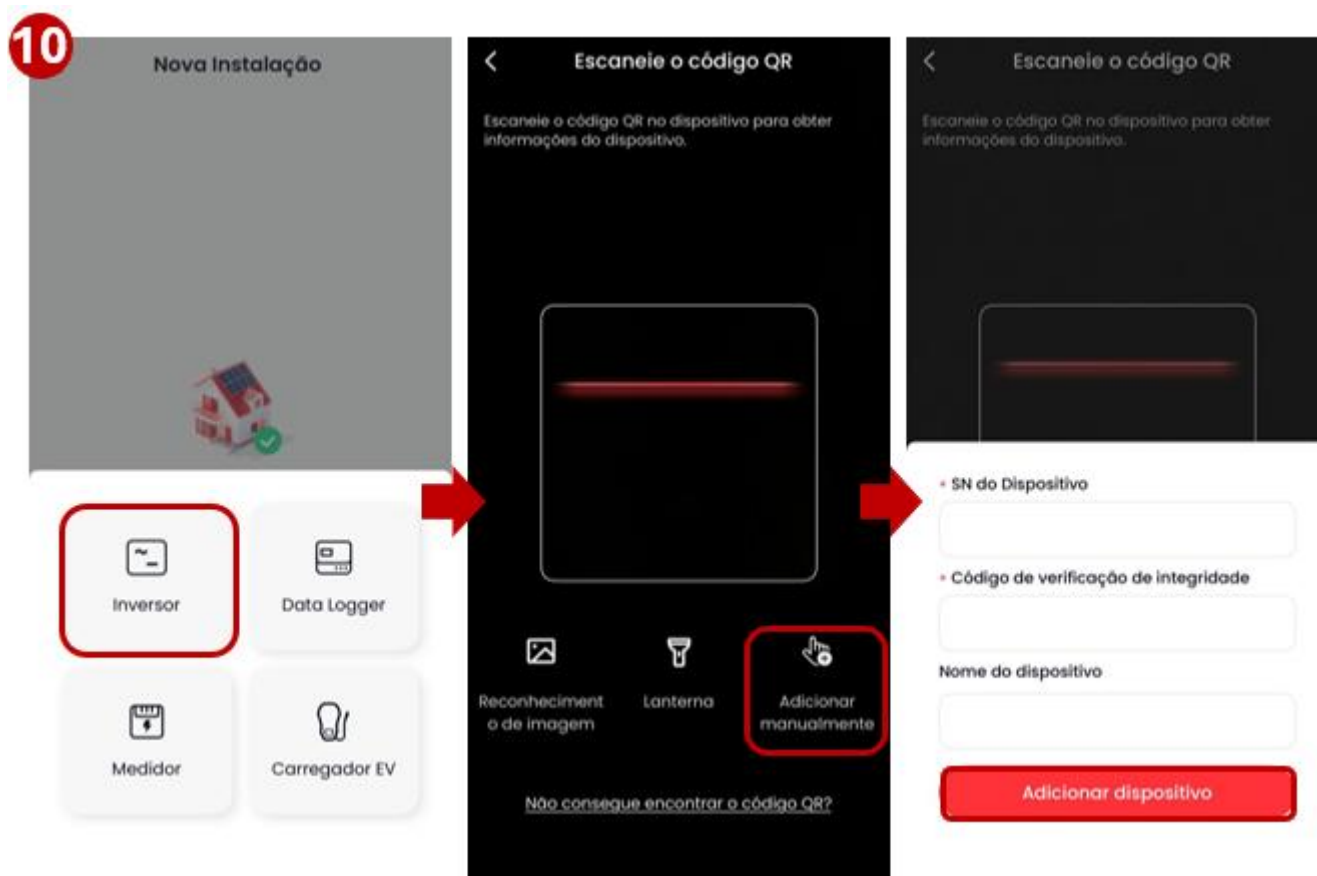 10
Nova Instalação
Inversor
Data Logger
Medidor
Carregador EV
Escaneie o código QR
Escaneie o código QR no dispositivo para obter
informações do dispositivo.
Reconheciment
o de imagem
Lanterna
Adicionar
manualmente
Não consegue encontrar o código QR?
Escaneie o código QR
Escaneie o código QR no dispositivo para obter
informações do dispositivo.
* SN do Dispositivo
* Código de verificação de integridade
Nome do dispositivo
Adicionar dispositivo